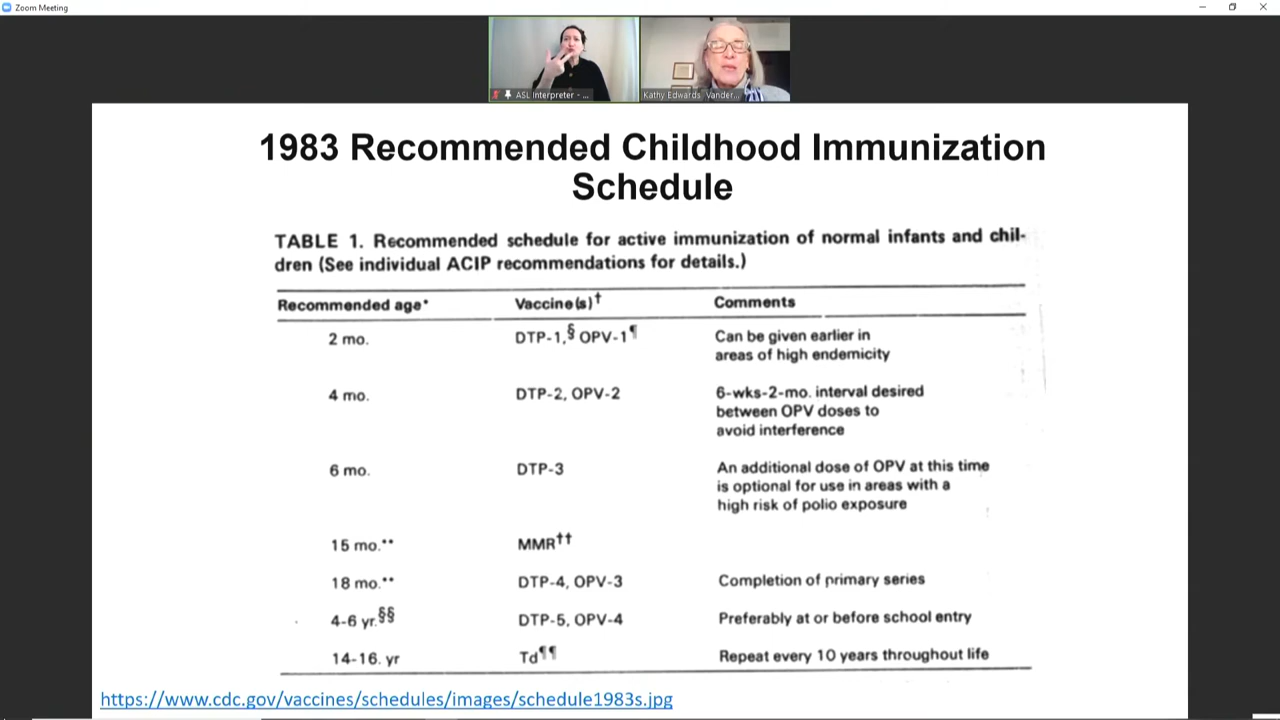 Zoom Meeting
ASL Interpreter - ...
Kathy Edwards Vander...
1983 Recommended Childhood Immunization
Schedule
TABLE 1. Recommended schedule for active immunization of normal infants and chil-
dren (See individual ACIP recommendations for details.)
Recommended age* Vaccine(s)† Comments
2 mo. DTP-1,§ OPV-1¶ Can be given earlier in
areas of high endemicity
4 mo. DTP-2, OPV-2 6-wks-2-mo. interval desired
between OPV doses to
avoid interference
6 mo. DTP-3 An additional dose of OPV at this time
is optional for use in areas with a
high risk of polio exposure
15 mo.** MMR††
18 mo.** DTP-4, OPV-3 Completion of primary series
4-6 yr.§§ DTP-5, OPV-4 Preferably at or before school entry
14-16. yr Td¶¶ Repeat every 10 years throughout life
https://www.cdc.gov/vaccines/schedules/images/schedule1983s.jpg